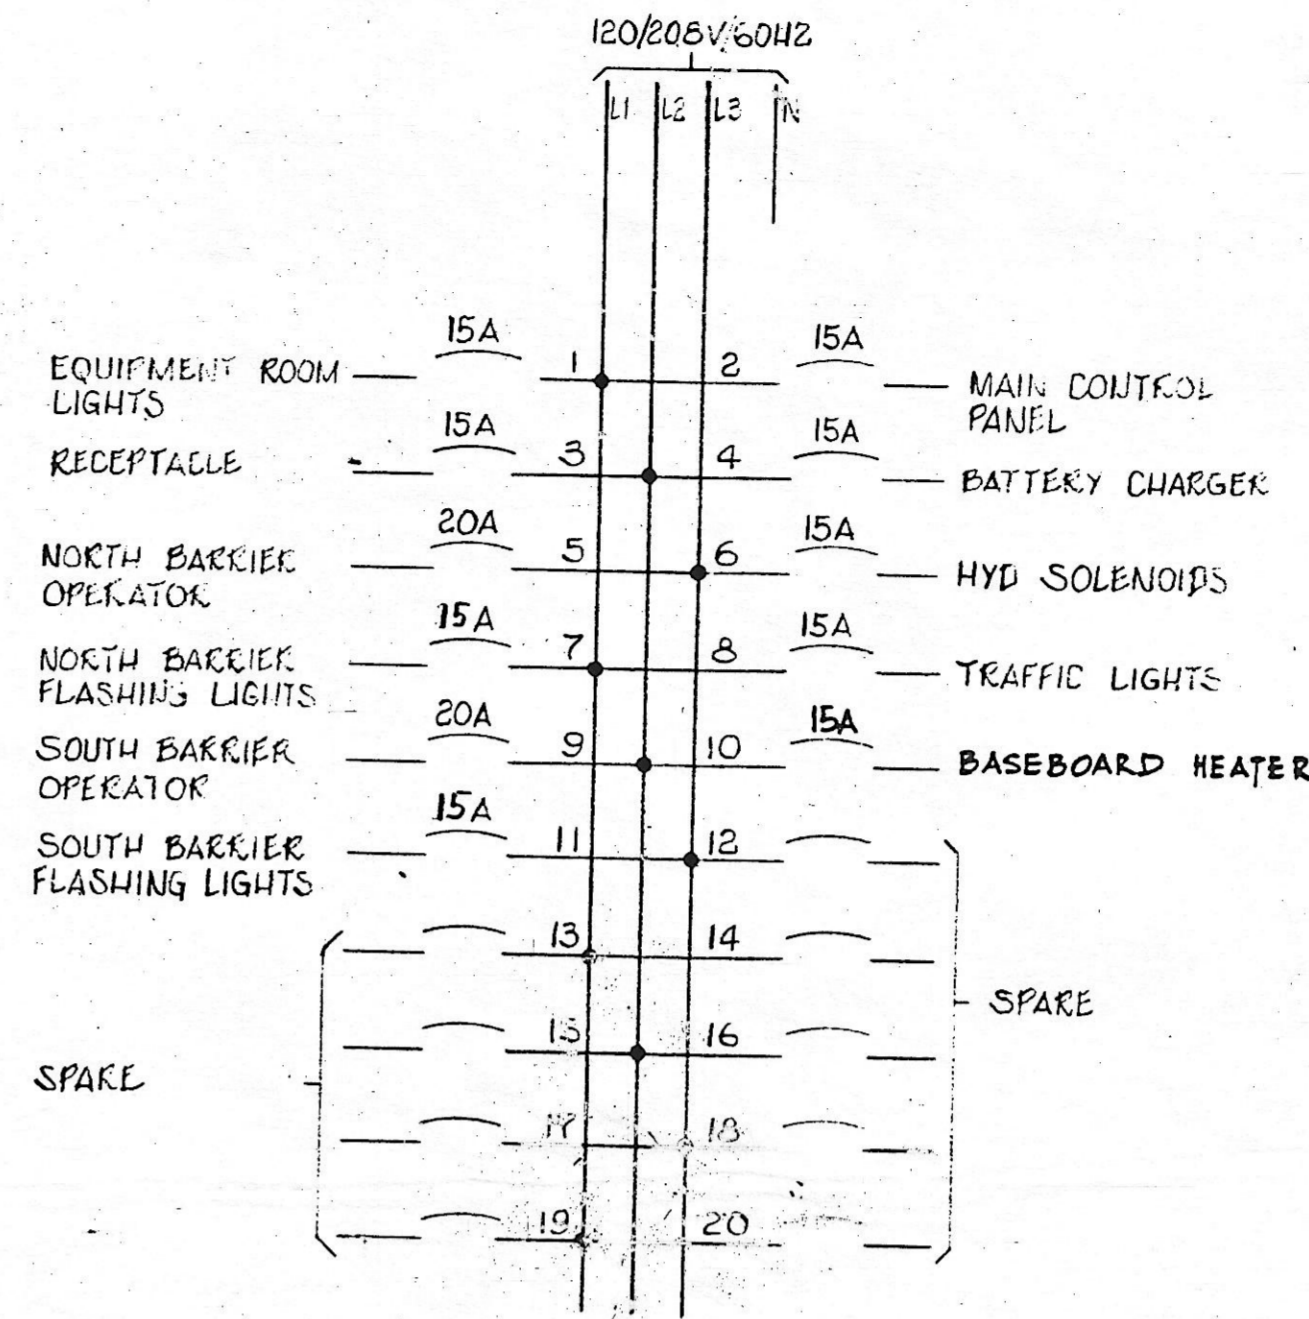 120/208V/60HZ
L1 L2 L3 N
15A 15A
EQUIPMENT ROOM 1 2 MAIN CONTROL
LIGHTS PANEL
15A 15A
RECEPTACLE 3 4 BATTERY CHARGER
20A 15A
NORTH BARRIER 5 6 HYD SOLENOIDS
OPERATOR
15A 15A
NORTH BARRIER 7 8 TRAFFIC LIGHTS
FLASHING LIGHTS
20A 15A
SOUTH BARRIER 9 10 BASEBOARD HEATER
OPERATOR
15A
SOUTH BARRIER 11 12
FLASHING LIGHTS
13 14
SPARE
15 16
SPARE
17 18
19 20